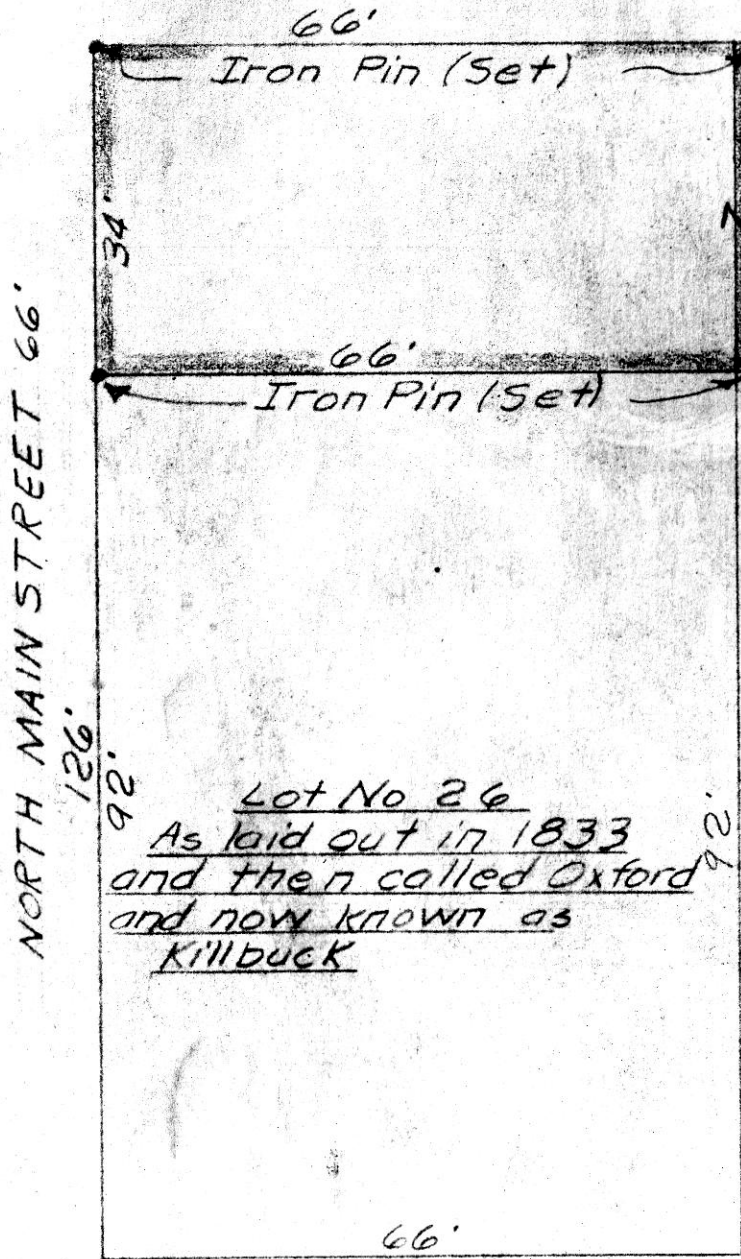 66'
Iron Pin (Set)
34'
66'
Iron Pin (Set)
NORTH MAIN STREET 66'
126'
92'
92'
Lot No 26
As laid out in 1833
and then called Oxford
and now known as
Killbuck
66'